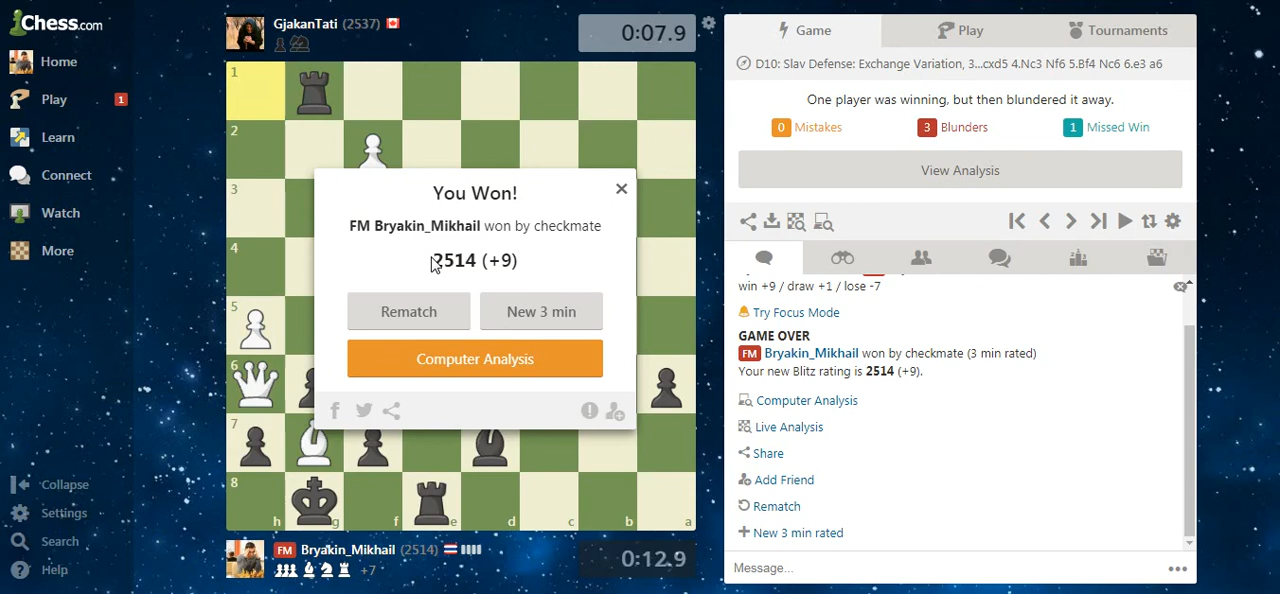 Chess.com
Home
Play 1
Learn
Connect
Watch
More
Collapse
Settings
Search
Help
GjakanTati (2537)
0:07.9
1
2
3
4
5
6
7
8
h g f e d c b a
You Won!
FM Bryakin_Mikhail won by checkmate
2514 (+9)
Rematch
New 3 min
Computer Analysis
FM Bryakin_Mikhail (2514)
+7
0:12.9
Game
Play
Tournaments
D10: Slav Defense: Exchange Variation, 3...cxd5 4.Nc3 Nf6 5.Bf4 Nc6 6.e3 a6
One player was winning, but then blundered it away.
0 Mistakes
3 Blunders
1 Missed Win
View Analysis
win +9 / draw +1 / lose -7
Try Focus Mode
GAME OVER
FM Bryakin_Mikhail won by checkmate (3 min rated)
Your new Blitz rating is 2514 (+9).
Computer Analysis
Live Analysis
Share
Add Friend
Rematch
New 3 min rated
Message...